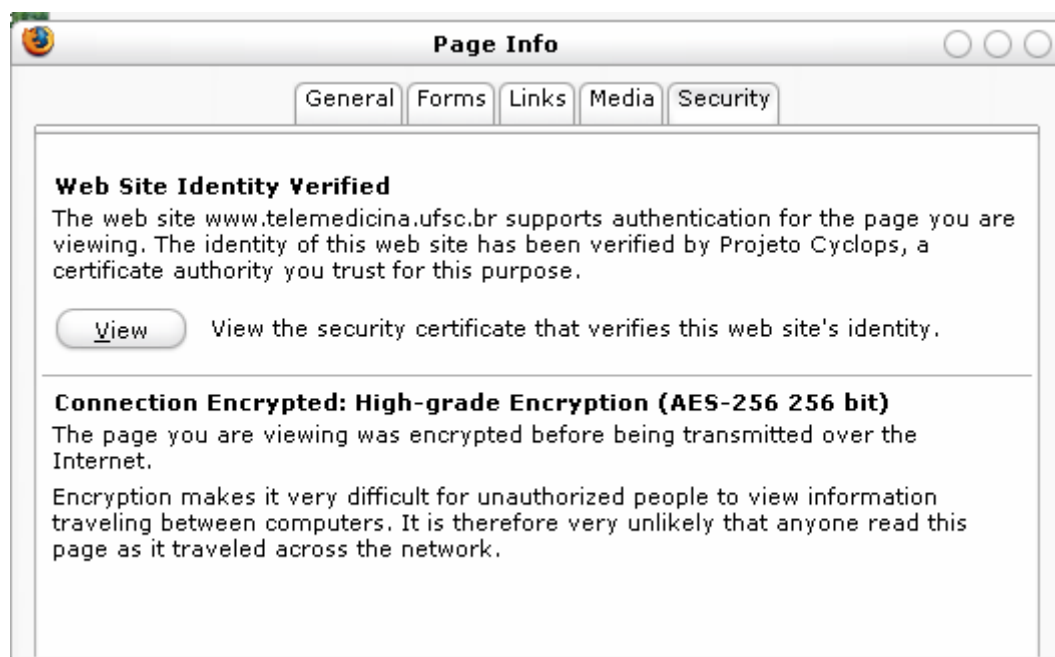 Page Info
General Forms Links Media Security
Web Site Identity Verified
The web site www.telemedicina.ufsc.br supports authentication for the page you are
viewing. The identity of this web site has been verified by Projeto Cyclops, a
certificate authority you trust for this purpose.
View View the security certificate that verifies this web site's identity.
Connection Encrypted: High-grade Encryption (AES-256 256 bit)
The page you are viewing was encrypted before being transmitted over the
Internet.
Encryption makes it very difficult for unauthorized people to view information
traveling between computers. It is therefore very unlikely that anyone read this
page as it traveled across the network.